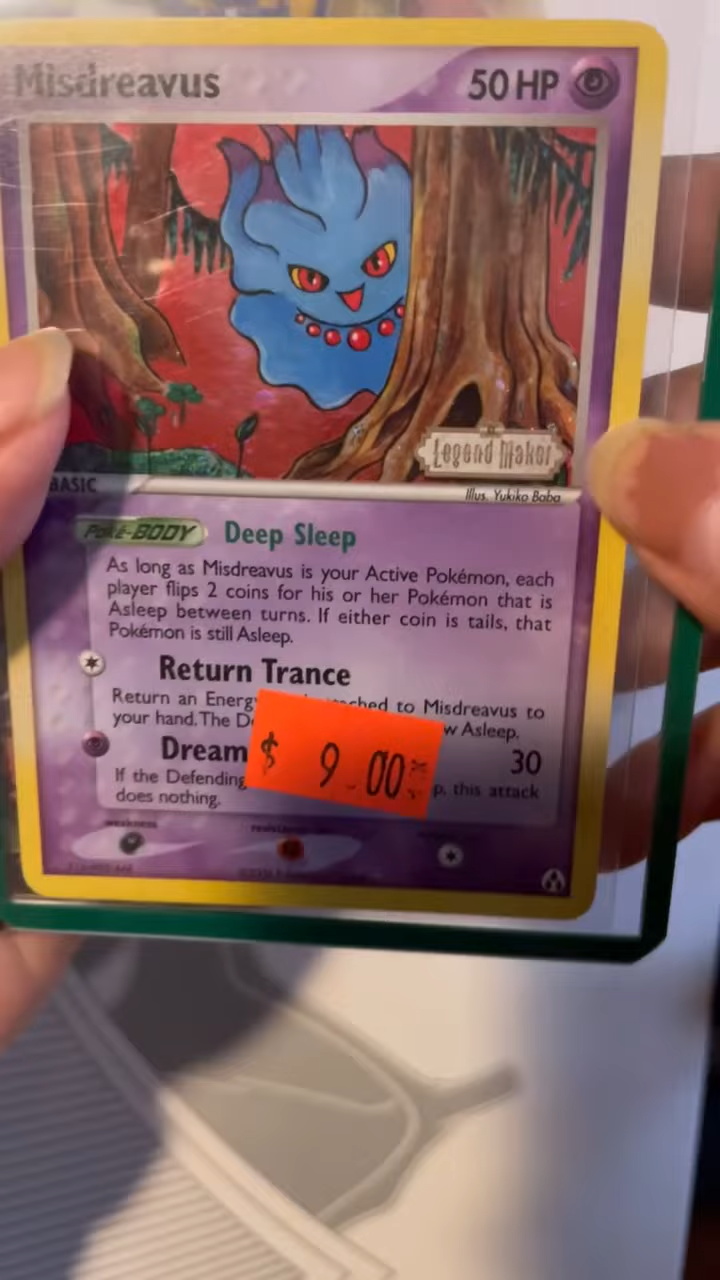 Misdreavus
50 HP
Legend Maker
BASIC
Illus. Yukiko Baba
Poké-BODY Deep Sleep
As long as Misdreavus is your Active Pokémon, each
player flips 2 coins for his or her Pokémon that is
Asleep between turns. If either coin is tails, that
Pokémon is still Asleep.
Return Trance
Return an Energy attached to Misdreavus to
your hand. The w Asleep.
Dream 30
$ 9.00
If the Defending p, this attack
does nothing.
weakness